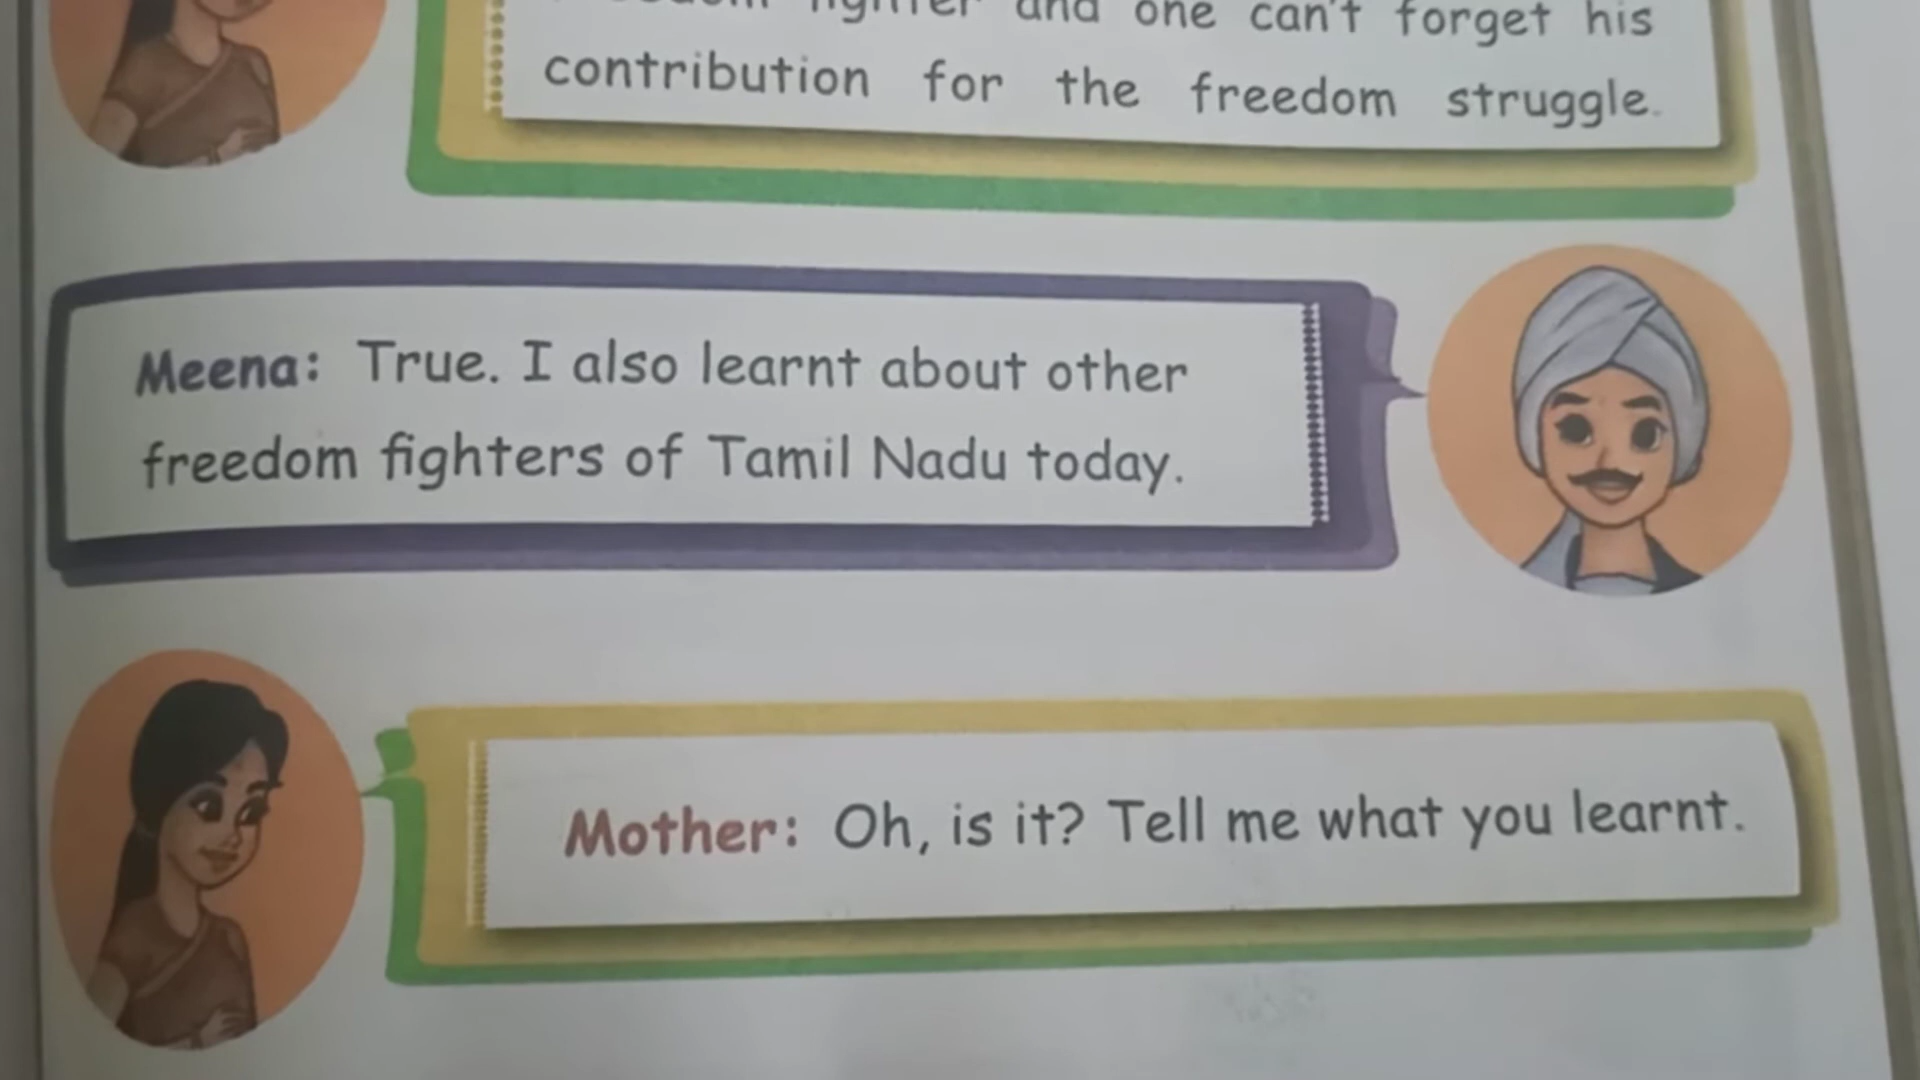 fighter and one can't forget his
contribution for the freedom struggle.
Meena: True. I also learnt about other
freedom fighters of Tamil Nadu today.
Mother: Oh, is it? Tell me what you learnt.